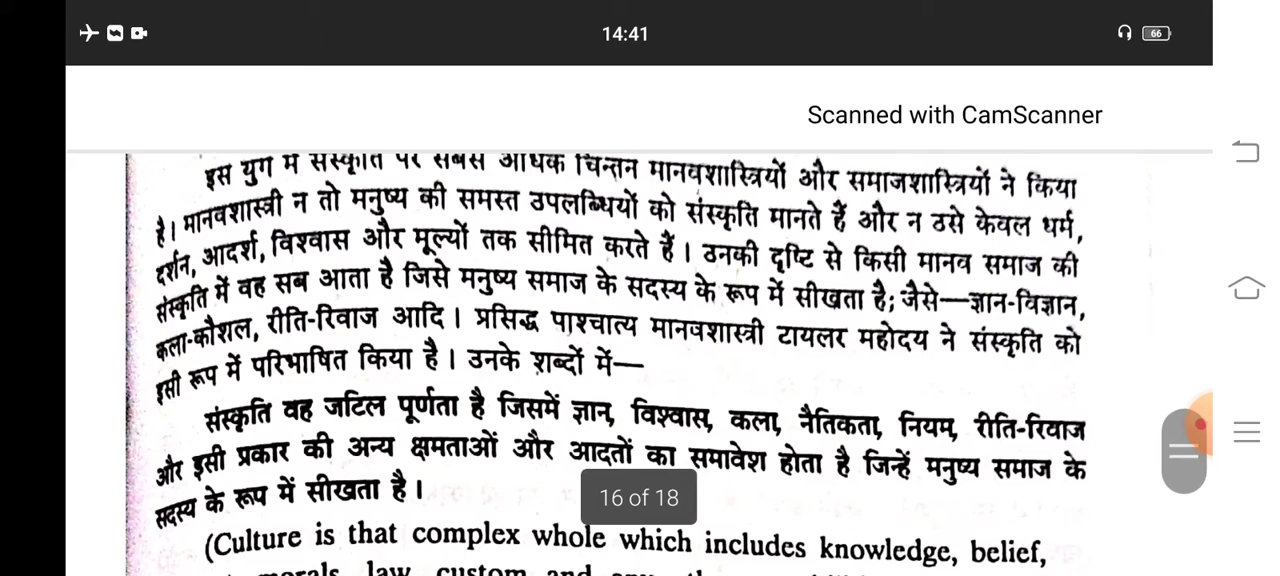 14:41
66
Scanned with CamScanner
इस युग में संस्कृति पर सबसे अधिक चिन्तन मानवशास्त्रियों और समाजशास्त्रियों ने किया
है। मानवशास्त्री न तो मनुष्य की समस्त उपलब्धियों को संस्कृति मानते हैं और न उसे केवल धर्म,
दर्शन, आदर्श, विश्वास और मूल्यों तक सीमित करते हैं। उनकी दृष्टि से किसी मानव समाज की
संस्कृति में वह सब आता है जिसे मनुष्य समाज के सदस्य के रूप में सीखता है; जैसे—ज्ञान-विज्ञान,
कला-कौशल, रीति-रिवाज आदि। प्रसिद्ध पाश्चात्य मानवशास्त्री टायलर महोदय ने संस्कृति को
इसी रूप में परिभाषित किया है। उनके शब्दों में—
संस्कृति वह जटिल पूर्णता है जिसमें ज्ञान, विश्वास, कला, नैतिकता, नियम, रीति-रिवाज
और इसी प्रकार की अन्य क्षमताओं और आदतों का समावेश होता है जिन्हें मनुष्य समाज के
सदस्य के रूप में सीखता है।
16 of 18
(Culture is that complex whole which includes knowledge, belief,
morals, law, custom and